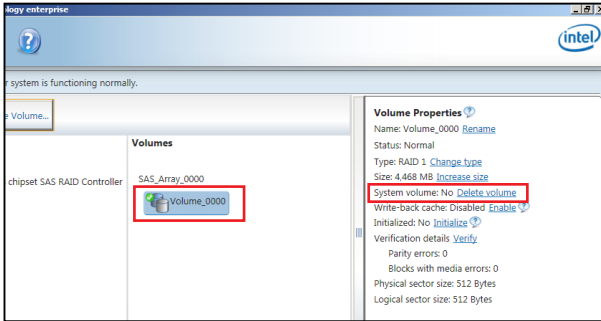 ology enterprise
?
intel
r system is functioning normally.
e Volume...
Volumes
chipset SAS RAID Controller
SAS_Array_0000
Volume_0000
Volume Properties ?
Name: Volume_0000 Rename
Status: Normal
Type: RAID 1 Change type
Size: 4,468 MB Increase size
System volume: No Delete volume
Write-back cache: Disabled Enable ?
Initialized: No Initialize ?
Verification details Verify
Parity errors: 0
Blocks with media errors: 0
Physical sector size: 512 Bytes
Logical sector size: 512 Bytes